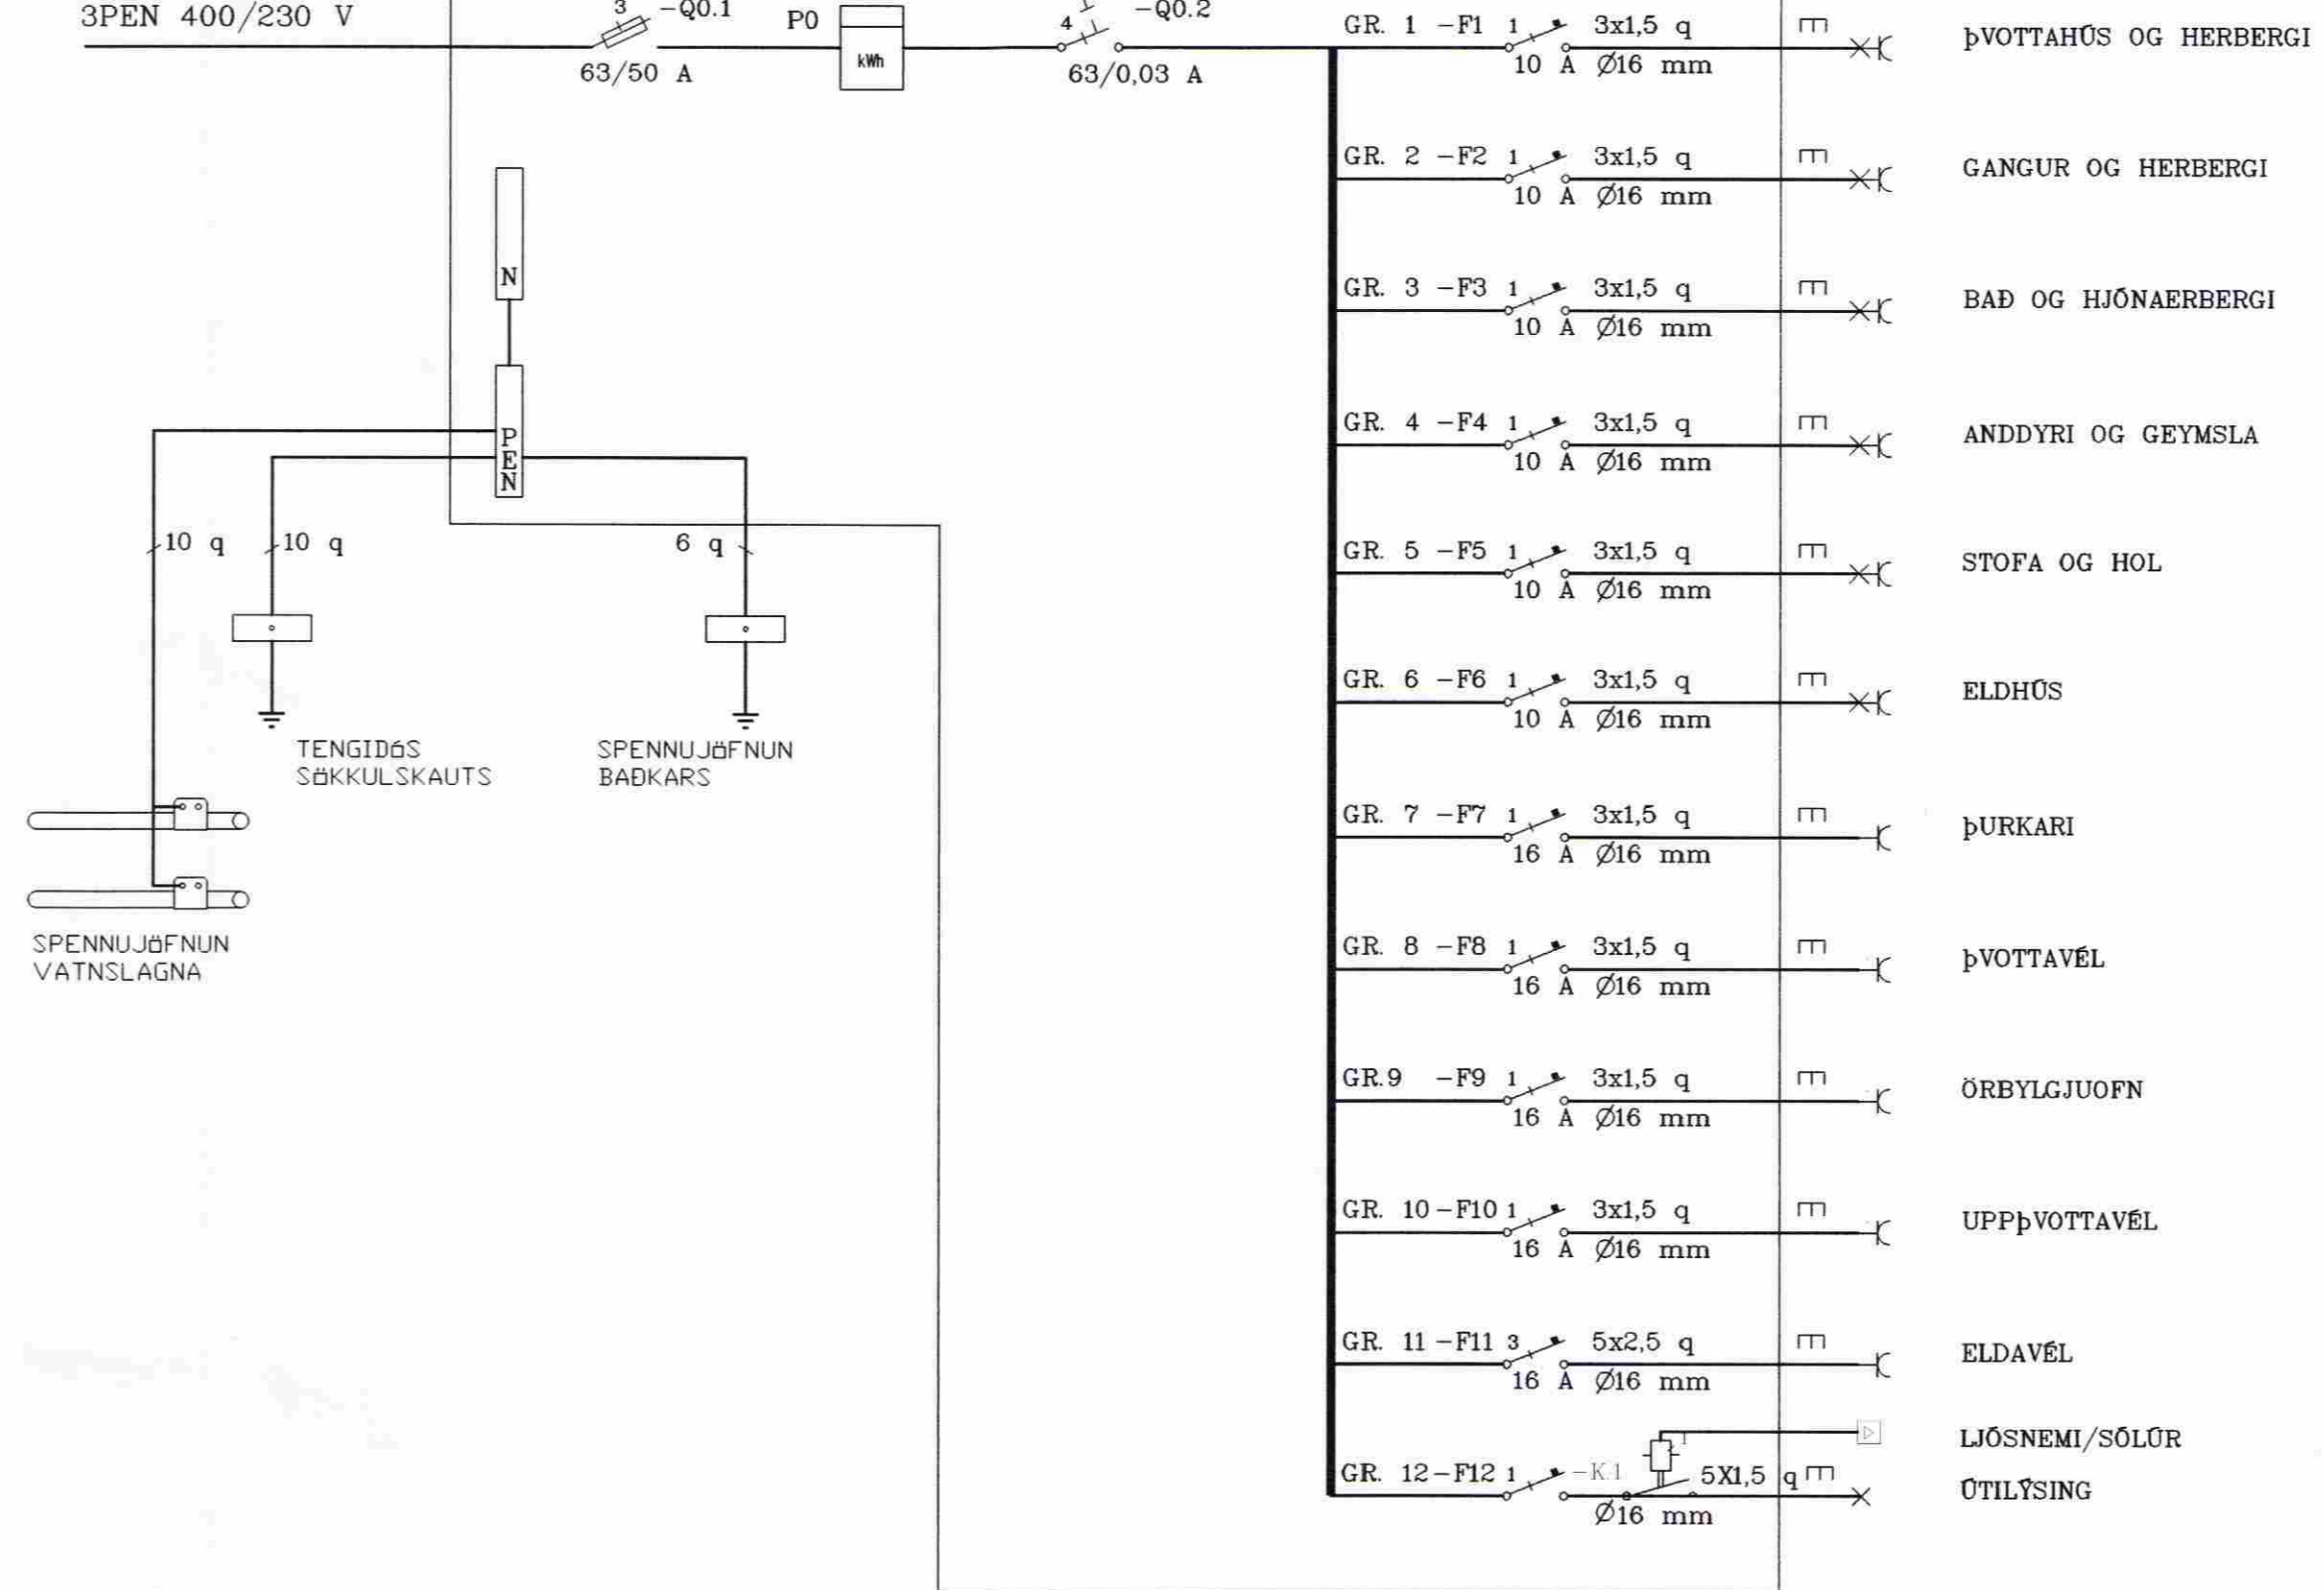 3PEN 400/230 V
3 -Q0.1
63/50 A
P0
kWh
4 -Q0.2
63/0,03 A
N
PEN
10 q
10 q
6 q
TENGIDóS
SöKKULSKAUTS
SPENNUJöFNUN
BAÐKARS
SPENNUJöFNUN
VATNSLAGNA
GR. 1 -F1 1 3x1,5 q
10 A Ø16 mm
ÞVOTTAHÚS OG HERBERGI
GR. 2 -F2 1 3x1,5 q
10 A Ø16 mm
GANGUR OG HERBERGI
GR. 3 -F3 1 3x1,5 q
10 A Ø16 mm
BAÐ OG HJÓNAERBERGI
GR. 4 -F4 1 3x1,5 q
10 A Ø16 mm
ANDDYRI OG GEYMSLA
GR. 5 -F5 1 3x1,5 q
10 A Ø16 mm
STOFA OG HOL
GR. 6 -F6 1 3x1,5 q
10 A Ø16 mm
ELDHÚS
GR. 7 -F7 1 3x1,5 q
16 A Ø16 mm
ÞURKARI
GR. 8 -F8 1 3x1,5 q
16 A Ø16 mm
ÞVOTTAVÉL
GR.9 -F9 1 3x1,5 q
16 A Ø16 mm
ÖRBYLGJUOFN
GR. 10 -F10 1 3x1,5 q
16 A Ø16 mm
UPPÞVOTTAVÉL
GR. 11 -F11 3 5x2,5 q
16 A Ø16 mm
ELDAVÉL
LJÓSNEMI/SÓLÚR
GR. 12 -F12 1 -K1 1 5X1,5 q
Ø16 mm
ÚTILÝSING